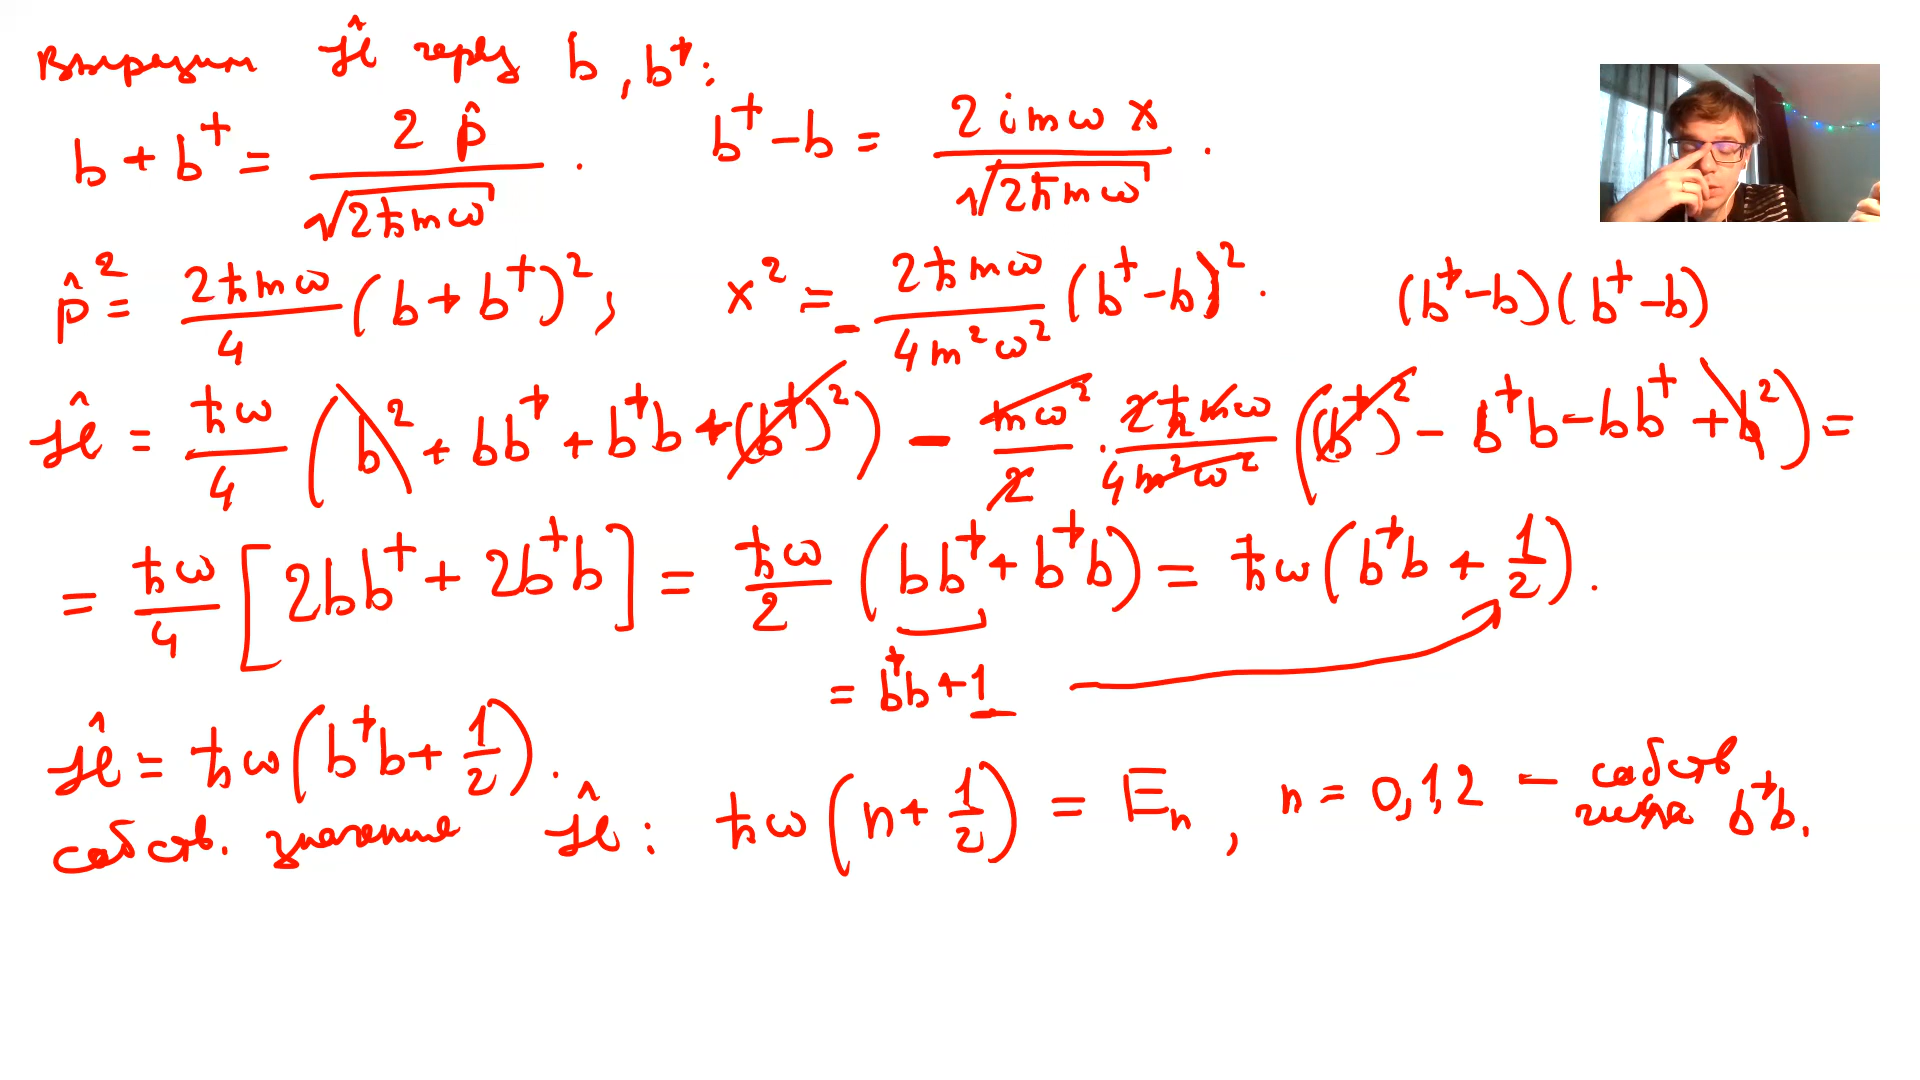 Выразим Ĥ через b, b⁺:
b + b⁺ = 2 p̂ / √(2ħmω) . b⁺ − b = 2 i m ω x / √(2ħmω) .
p̂² = 2ħmω / 4 (b + b⁺)² ; x² = − 2ħmω / 4m²ω² (b⁺ − b)² . (b⁺ − b)(b⁺ − b)
Ĥ = ħω / 4 (b² + bb⁺ + b⁺b + (b⁺)²) − mω² / 2 · 2ħmω / 4m²ω² ((b⁺)² − b⁺b − bb⁺ + b²) =
= ħω / 4 [2bb⁺ + 2b⁺b] = ħω / 2 (bb⁺ + b⁺b) = ħω (b⁺b + 1/2) .
= b⁺b + 1
Ĥ = ħω (b⁺b + 1/2) .
собств. значение Ĥ : ħω (n + 1/2) = Eₙ , n = 0,1,2 − собств числа b⁺b.